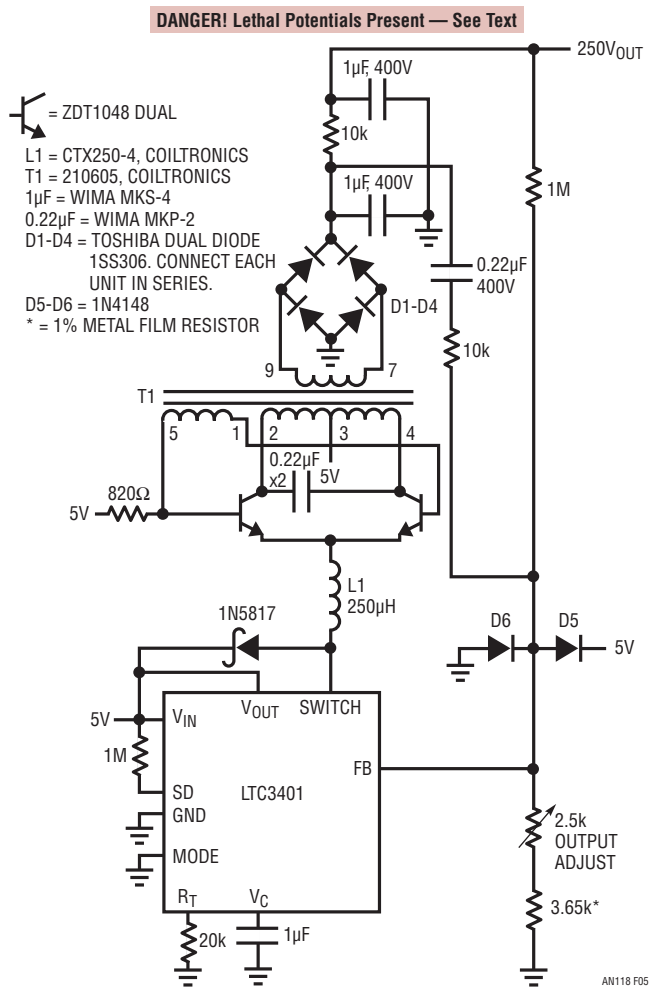 DANGER! Lethal Potentials Present — See Text
250VOUT
1µF, 400V
= ZDT1048 DUAL
10k
L1 = CTX250-4, COILTRONICS
T1 = 210605, COILTRONICS
1µF = WIMA MKS-4
0.22µF = WIMA MKP-2
D1-D4 = TOSHIBA DUAL DIODE
1SS306. CONNECT EACH
UNIT IN SERIES.
D5-D6 = 1N4148
* = 1% METAL FILM RESISTOR
1µF, 400V
1M
0.22µF
400V
D1-D4
10k
9
7
T1
5
1
2
3
4
0.22µF
x2
5V
820Ω
5V
L1
250µH
1N5817
D6
D5
5V
5V
VIN
VOUT
SWITCH
1M
FB
SD
LTC3401
GND
MODE
2.5k
OUTPUT
ADJUST
RT
VC
3.65k*
20k
1µF
AN118 F05